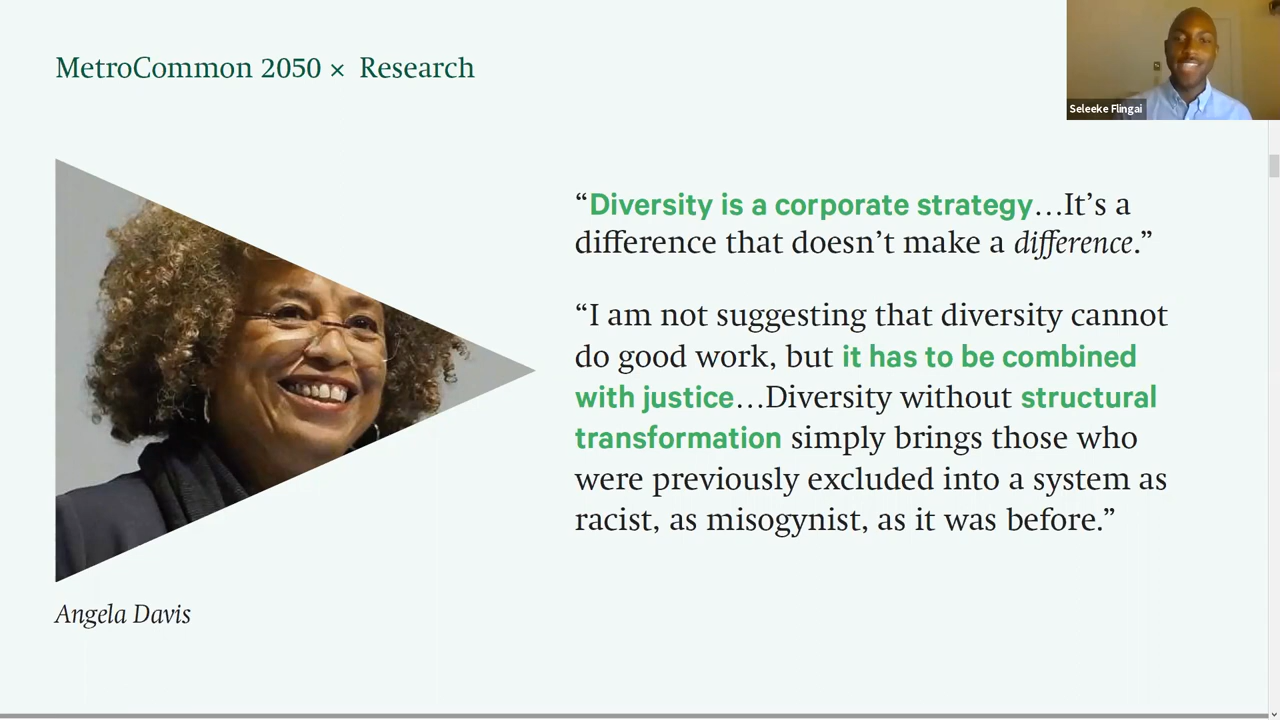 MetroCommon 2050 × Research
Seleeke Flingai
“Diversity is a corporate strategy…It’s a
difference that doesn’t make a difference.”
“I am not suggesting that diversity cannot
do good work, but it has to be combined
with justice…Diversity without structural
transformation simply brings those who
were previously excluded into a system as
racist, as misogynist, as it was before.”
Angela Davis